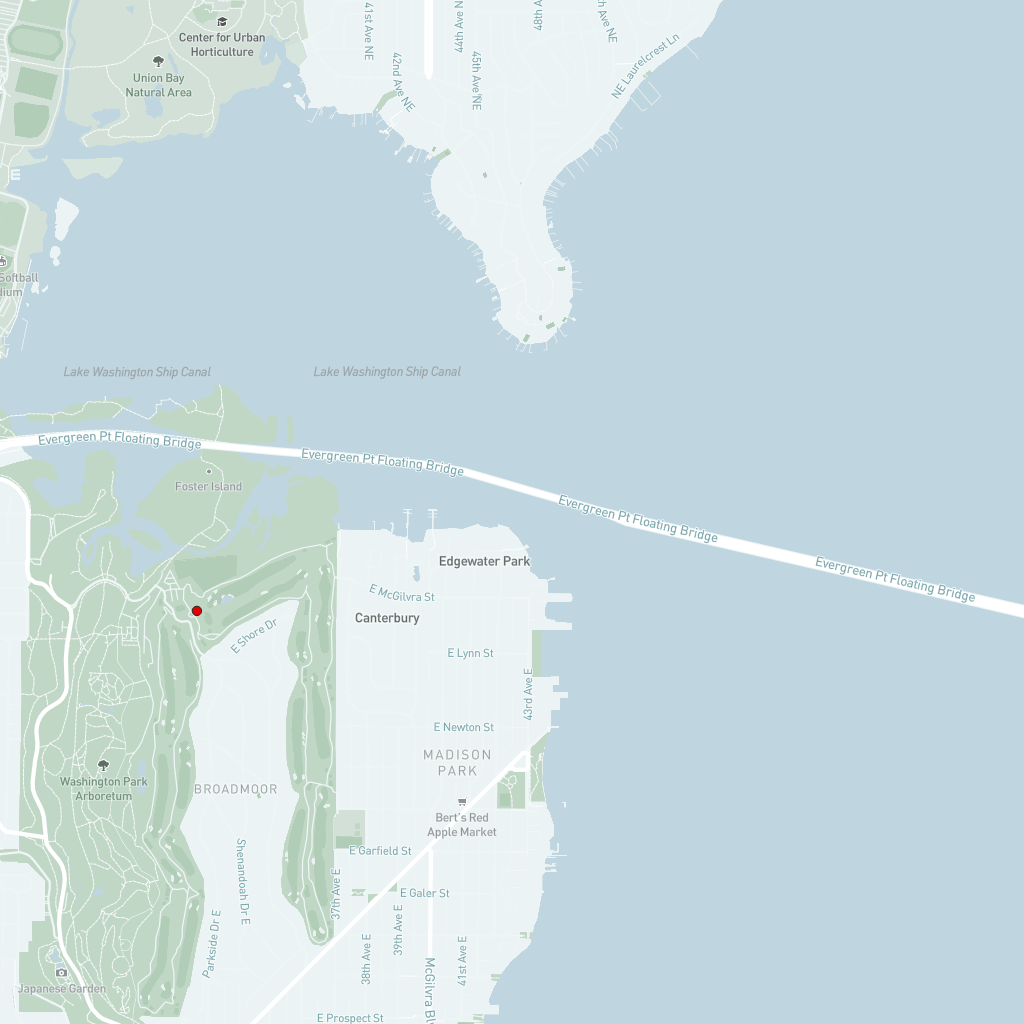 41st Ave NE
42nd Ave NE
44th Ave N
45th Ave NE
48th A
h Ave NE
NE Laurelcrest Ln
Center for Urban
Horticulture
Union Bay
Natural Area
E
Softball
dium
Lake Washington Ship Canal
Lake Washington Ship Canal
Evergreen Pt Floating Bridge
Evergreen Pt Floating Bridge
Evergreen Pt Floating Bridge
Evergreen Pt Floating Bridge
Foster Island
Edgewater Park
E McGilvra St
Canterbury
E Shore Dr
E Lynn St
43rd Ave E
E Newton St
MADISON
PARK
Washington Park
Arboretum
BROADMOOR
Bert's Red
Apple Market
E Garfield St
Shenandoah Dr E
37th Ave E
E Galer St
Parkside Dr E
38th Ave E
39th Ave E
41st Ave E
McGilvra Bl
Japanese Garden
E Prospect St